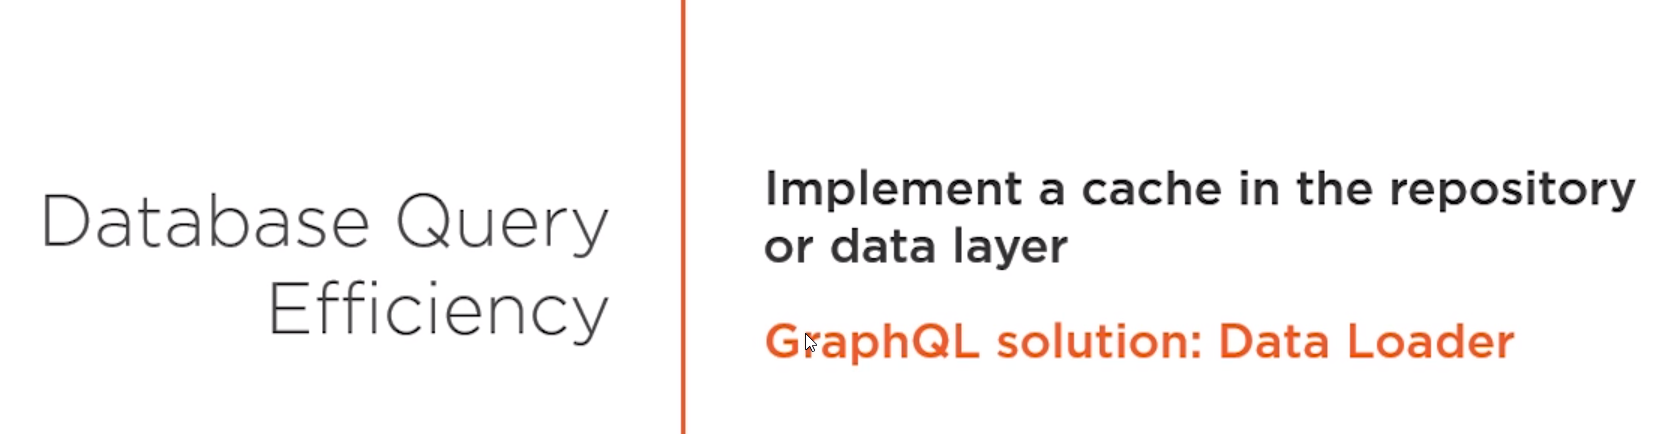 Database Query
Efficiency
Implement a cache in the repository
or data layer
GraphQL solution: Data Loader